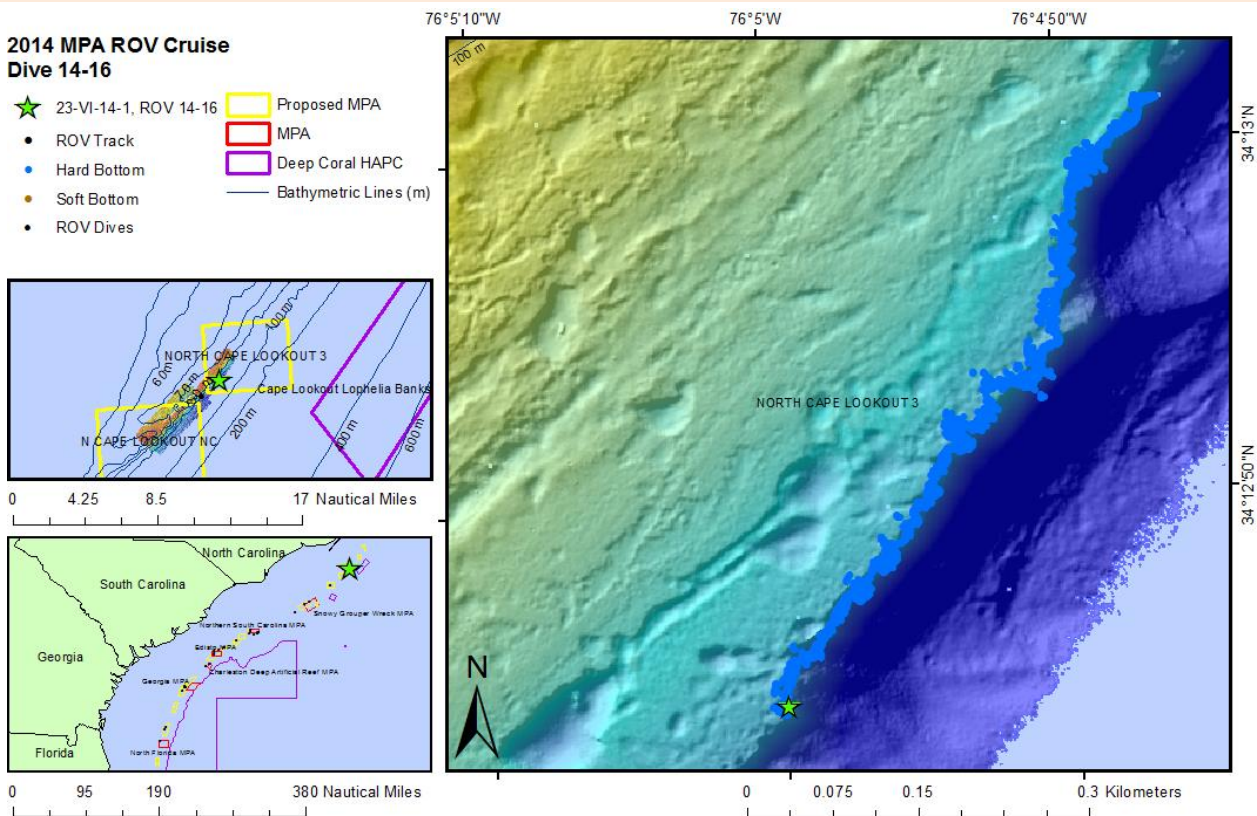 2014 MPA ROV Cruise
Dive 14-16
23-VI-14-1, ROV 14-16
ROV Track
Hard Bottom
Soft Bottom
ROV Dives
Proposed MPA
MPA
Deep Coral HAPC
Bathymetric Lines (m)
NORTH CAPE LOOKOUT 3
Cape Lookout Lophelia Banks
N CAPE LOOKOUT NC
60m
100m
200 m
400 m
600 m
0 4.25 8.5 17 Nautical Miles
North Carolina
South Carolina
Georgia
Florida
Snowy Grouper Wreck MPA
Northern South Carolina MPA
Edisto MPA
Charleston Deep Artificial Reef MPA
Georgia MPA
North Florida MPA
0 95 190 380 Nautical Miles
76°5'10"W 76°5'W 76°4'50"W
100 m
34°13'N
NORTH CAPE LOOKOUT 3
34°12'50"N
N
0 0.075 0.15 0.3 Kilometers